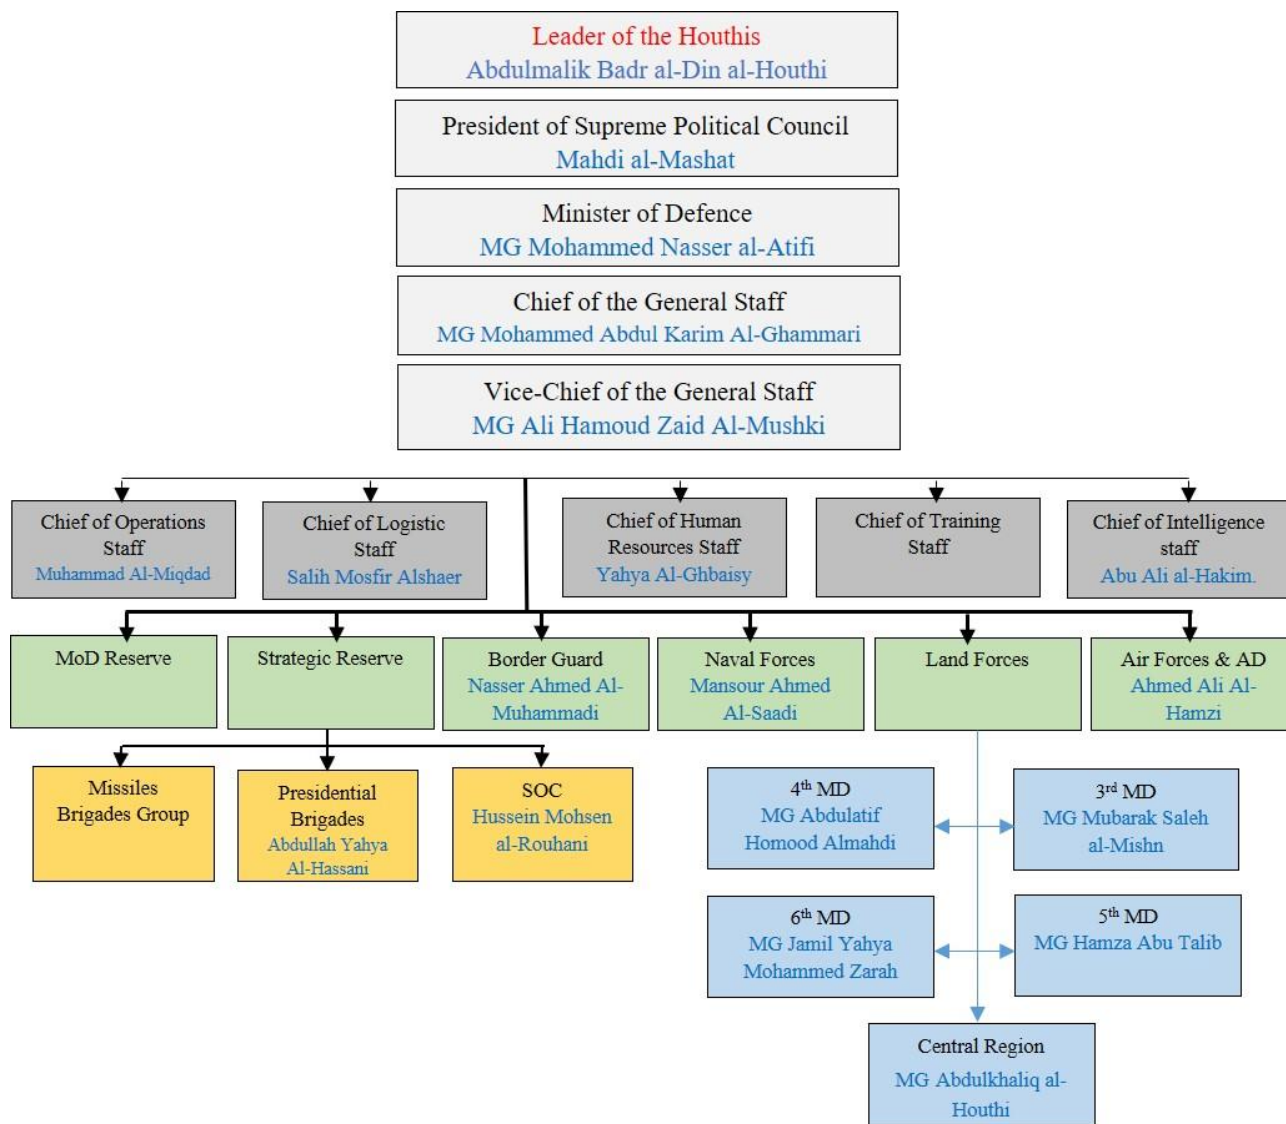 Leader of the Houthis
Abdulmalik Badr al-Din al-Houthi
President of Supreme Political Council
Mahdi al-Mashat
Minister of Defence
MG Mohammed Nasser al-Atifi
Chief of the General Staff
MG Mohammed Abdul Karim Al-Ghammari
Vice-Chief of the General Staff
MG Ali Hamoud Zaid Al-Mushki
Chief of Operations
Staff
Muhammad Al-Miqdad
Chief of Logistic
Staff
Salih Mosfir Alshaer
Chief of Human
Resources Staff
Yahya Al-Ghbaisy
Chief of Training
Staff
Chief of Intelligence
staff
Abu Ali al-Hakim.
MoD Reserve
Strategic Reserve
Border Guard
Nasser Ahmed Al-
Muhammadi
Naval Forces
Mansour Ahmed
Al-Saadi
Land Forces
Air Forces & AD
Ahmed Ali Al-
Hamzi
Missiles
Brigades Group
Presidential
Brigades
Abdullah Yahya
Al-Hassani
SOC
Hussein Mohsen
al-Rouhani
4th MD
MG Abdulatif
Homood Almahdi
3rd MD
MG Mubarak Saleh
al-Mishn
6th MD
MG Jamil Yahya
Mohammed Zarah
5th MD
MG Hamza Abu Talib
Central Region
MG Abdulkhaliq al-
Houthi